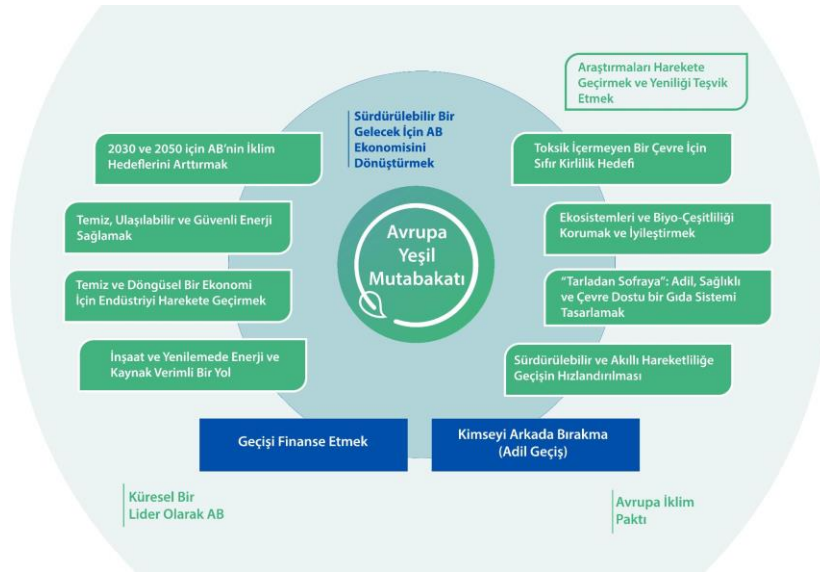 Araştırmaları Harekete
Geçirmek ve Yeniliği Teşvik
Etmek
Sürdürülebilir Bir
Gelecek İçin AB
Ekonomisini
Dönüştürmek
2030 ve 2050 için AB'nin İklim
Hedeflerini Arttırmak
Temiz, Ulaşılabilir ve Güvenli Enerji
Sağlamak
Temiz ve Döngüsel Bir Ekonomi
İçin Endüstriyi Harekete Geçirmek
İnşaat ve Yenilemede Enerji ve
Kaynak Verimli Bir Yol
Avrupa
Yeşil
Mutabakatı
Toksik İçermeyen Bir Çevre İçin
Sıfır Kirlilik Hedefi
Ekosistemleri ve Biyo-Çeşitliliği
Korumak ve İyileştirmek
“Tarladan Sofraya”: Adil, Sağlıklı
ve Çevre Dostu bir Gıda Sistemi
Tasarlamak
Sürdürülebilir ve Akıllı Hareketliliğe
Geçişin Hızlandırılması
Geçişi Finanse Etmek
Kimseyi Arkada Bırakma
(Adil Geçiş)
Küresel Bir
Lider Olarak AB
Avrupa İklim
Paktı